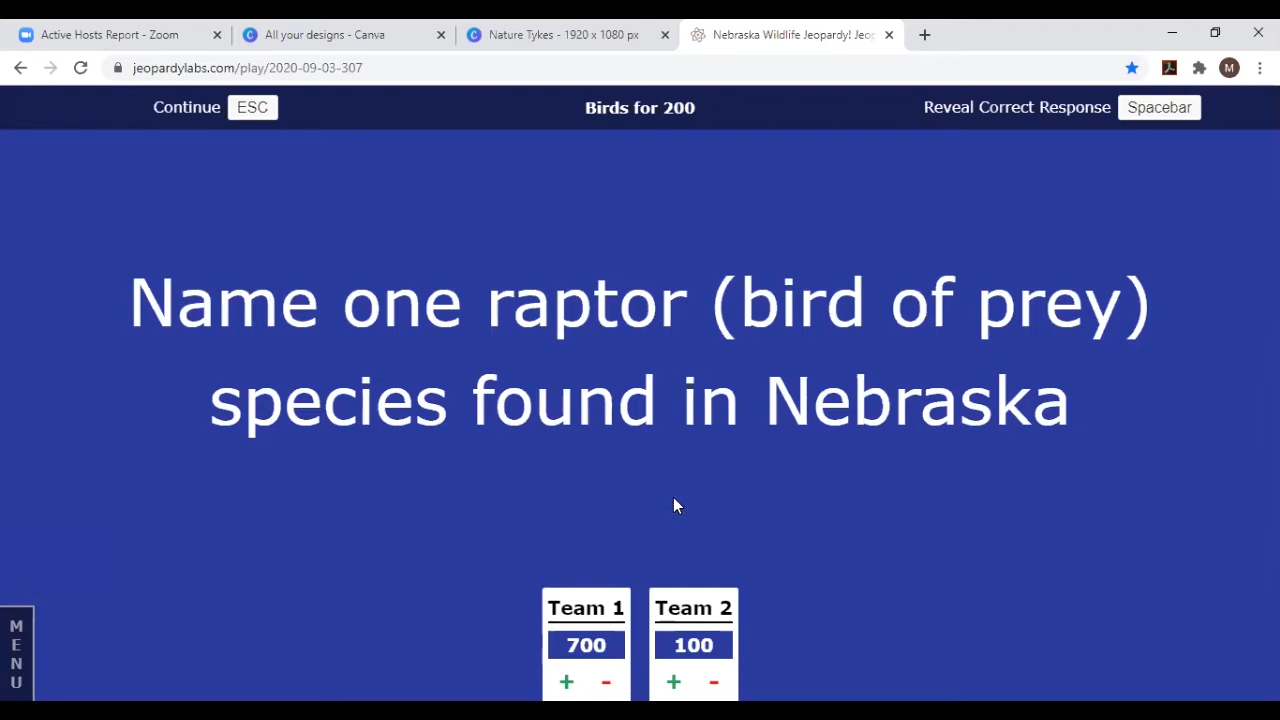 Active Hosts Report - Zoom
All your designs - Canva
Nature Tykes - 1920 x 1080 px
Nebraska Wildlife Jeopardy! Jeop
jeopardylabs.com/play/2020-09-03-307
M
Continue ESC
Birds for 200
Reveal Correct Response Spacebar
Name one raptor (bird of prey)
species found in Nebraska
MENU
Team 1
700
+ -
Team 2
100
+ -